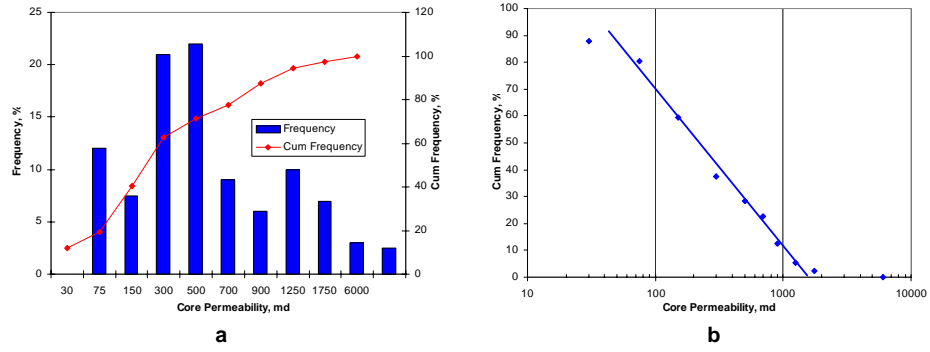 25
20
15
10
5
0
Frequency, %
120
100
80
60
40
20
0
Cum Frequency, %
Frequency
Cum Frequency
30 75 150 300 500 700 900 1250 1750 6000
Core Permeability, md
a
100
90
80
70
60
50
40
30
20
10
0
Cum Frequency, %
10 100 1000 10000
Core Permeability, md
b